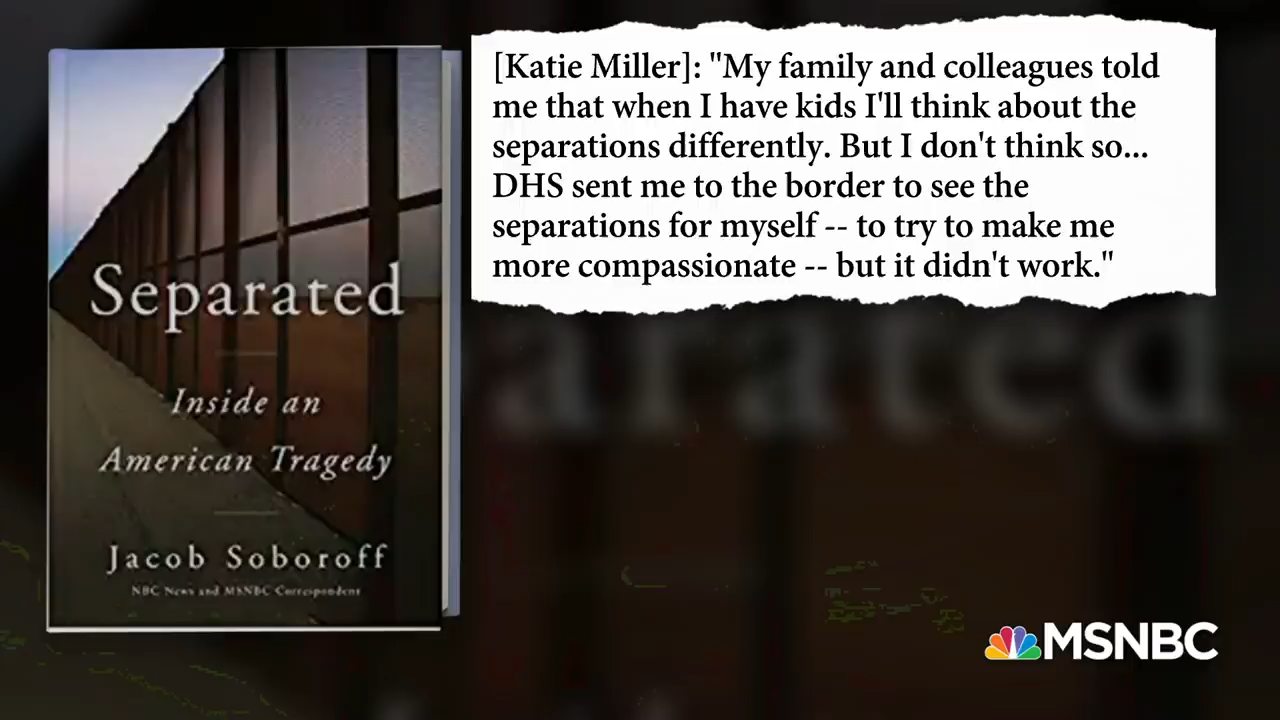 [Katie Miller]: "My family and colleagues told
me that when I have kids I'll think about the
separations differently. But I don't think so...
DHS sent me to the border to see the
separations for myself -- to try to make me
more compassionate -- but it didn't work."
Separated
Inside an
American Tragedy
Jacob Soboroff
NBC News and MSNBC Correspondent
arated
MSNBC